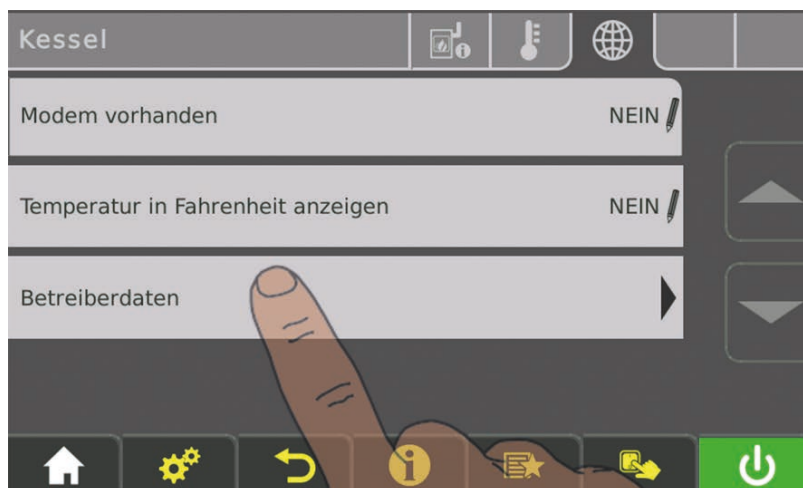 Kessel
Modem vorhanden NEIN
Temperatur in Fahrenheit anzeigen NEIN
Betreiberdaten